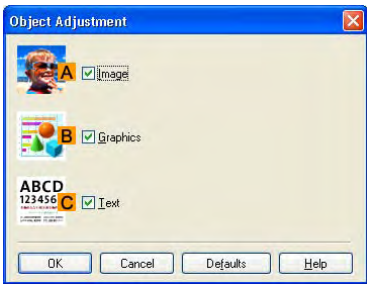 Object Adjustment
A Image
B Graphics
ABCD
123456
C Text
OK Cancel Defaults Help